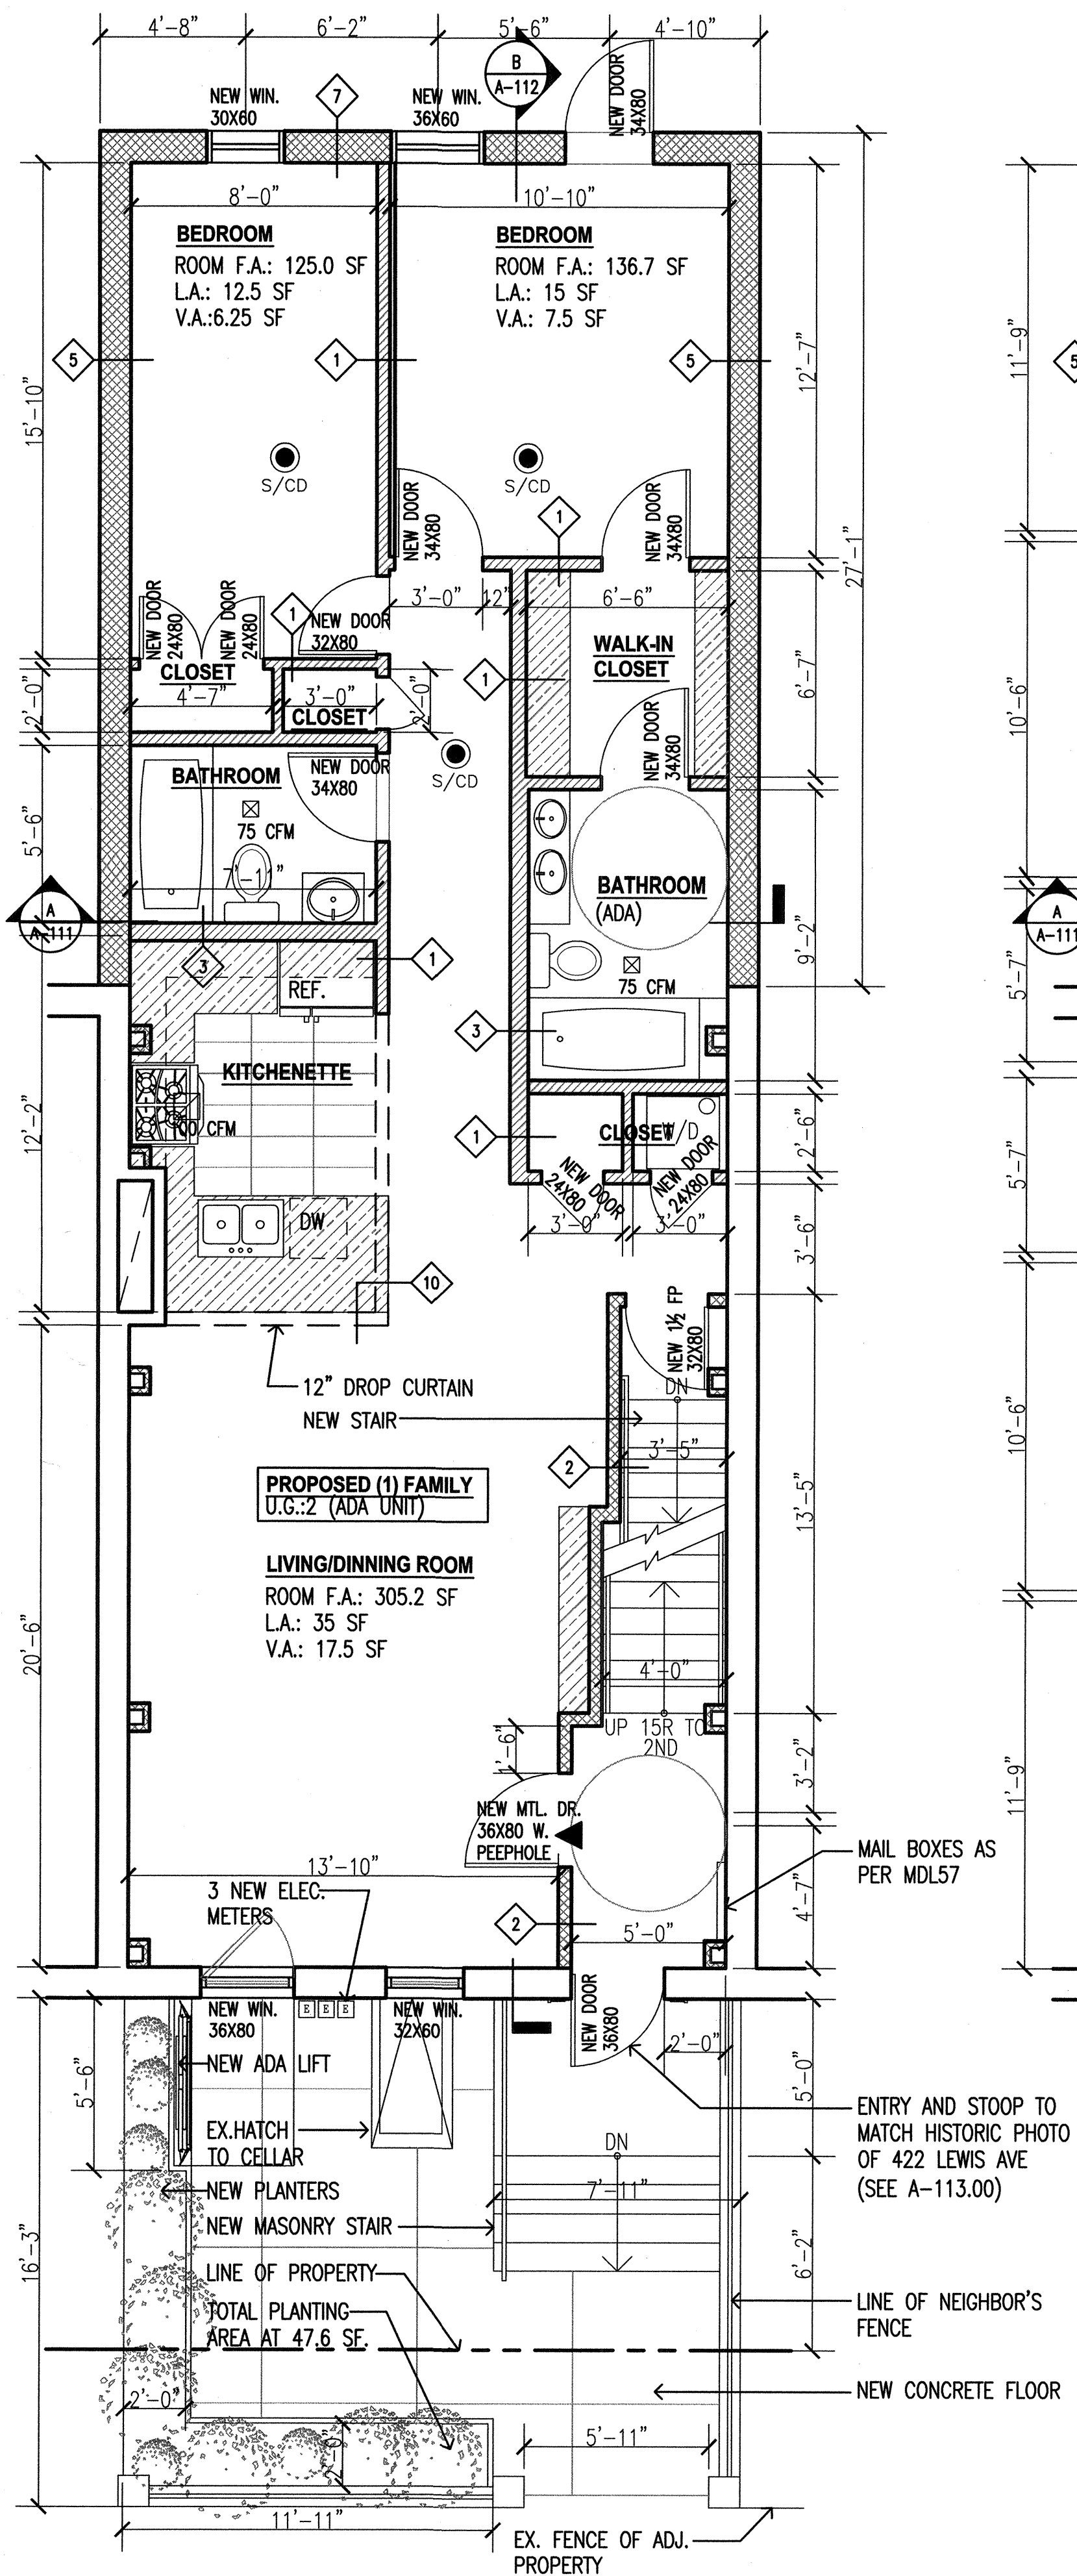 4'-8"
6'-2"
5'-6"
4'-10"
B
A-112
NEW WIN.
30X60
7
NEW WIN.
36X60
NEW DOOR
34X80
8'-0"
10'-10"
BEDROOM
ROOM F.A.: 125.0 SF
L.A.: 12.5 SF
V.A.:6.25 SF
BEDROOM
ROOM F.A.: 136.7 SF
L.A.: 15 SF
V.A.: 7.5 SF
5
1
5
5
15'-10"
12'-7"
11'-9"
27'-1"
S/CD
S/CD
NEW DOOR
34X80
1
NEW DOOR
34X80
NEW DOOR
24X80
NEW DOOR
24X80
1
NEW DOOR
32X80
3'-0"
12"
6'-6"
WALK-IN
CLOSET
CLOSET
4'-7"
3'-0"
CLOSET
2'-0"
2'-0"
1
6'-7"
10'-6"
NEW DOOR
34X80
BATHROOM
NEW DOOR
34X80
S/CD
75 CFM
5'-6"
7'-11"
BATHROOM
(ADA)
A
A-111
A
A-111
9'-2"
5'-7"
3
1
REF.
75 CFM
3
KITCHENETTE
CFM
12'-2"
1
CLOSET
W/D
2'-6"
5'-7"
NEW DOOR
24X80
NEW DOOR
24X80
3'-0"
3'-0"
3'-6"
DW
10
NEW 1½ FP
32X80
12" DROP CURTAIN
NEW STAIR
DN
3'-5"
2
10'-6"
13'-5"
PROPOSED (1) FAMILY
U.G.:2 (ADA UNIT)
LIVING/DINNING ROOM
ROOM F.A.: 305.2 SF
L.A.: 35 SF
V.A.: 17.5 SF
20'-6"
4'-0"
UP 15R TO
2ND
1'-6"
3'-2"
11'-9"
NEW MTL. DR.
36X80 W.
PEEPHOLE
MAIL BOXES AS
PER MDL57
13'-10"
3 NEW ELEC.
METERS
4'-7"
2
5'-0"
NEW WIN.
36X80
E
E
E
NEW WIN.
32X60
NEW DOOR
36X80
2'-0"
NEW ADA LIFT
5'-6"
5'-0"
ENTRY AND STOOP TO
MATCH HISTORIC PHOTO
OF 422 LEWIS AVE
(SEE A-113.00)
EX.HATCH
TO CELLAR
DN
NEW PLANTERS
7'-11"
NEW MASONRY STAIR
16'-3"
6'-2"
LINE OF PROPERTY
LINE OF NEIGHBOR'S
FENCE
TOTAL PLANTING
AREA AT 47.6 SF.
NEW CONCRETE FLOOR
2'-0"
5'-11"
11'-11"
EX. FENCE OF ADJ.
PROPERTY